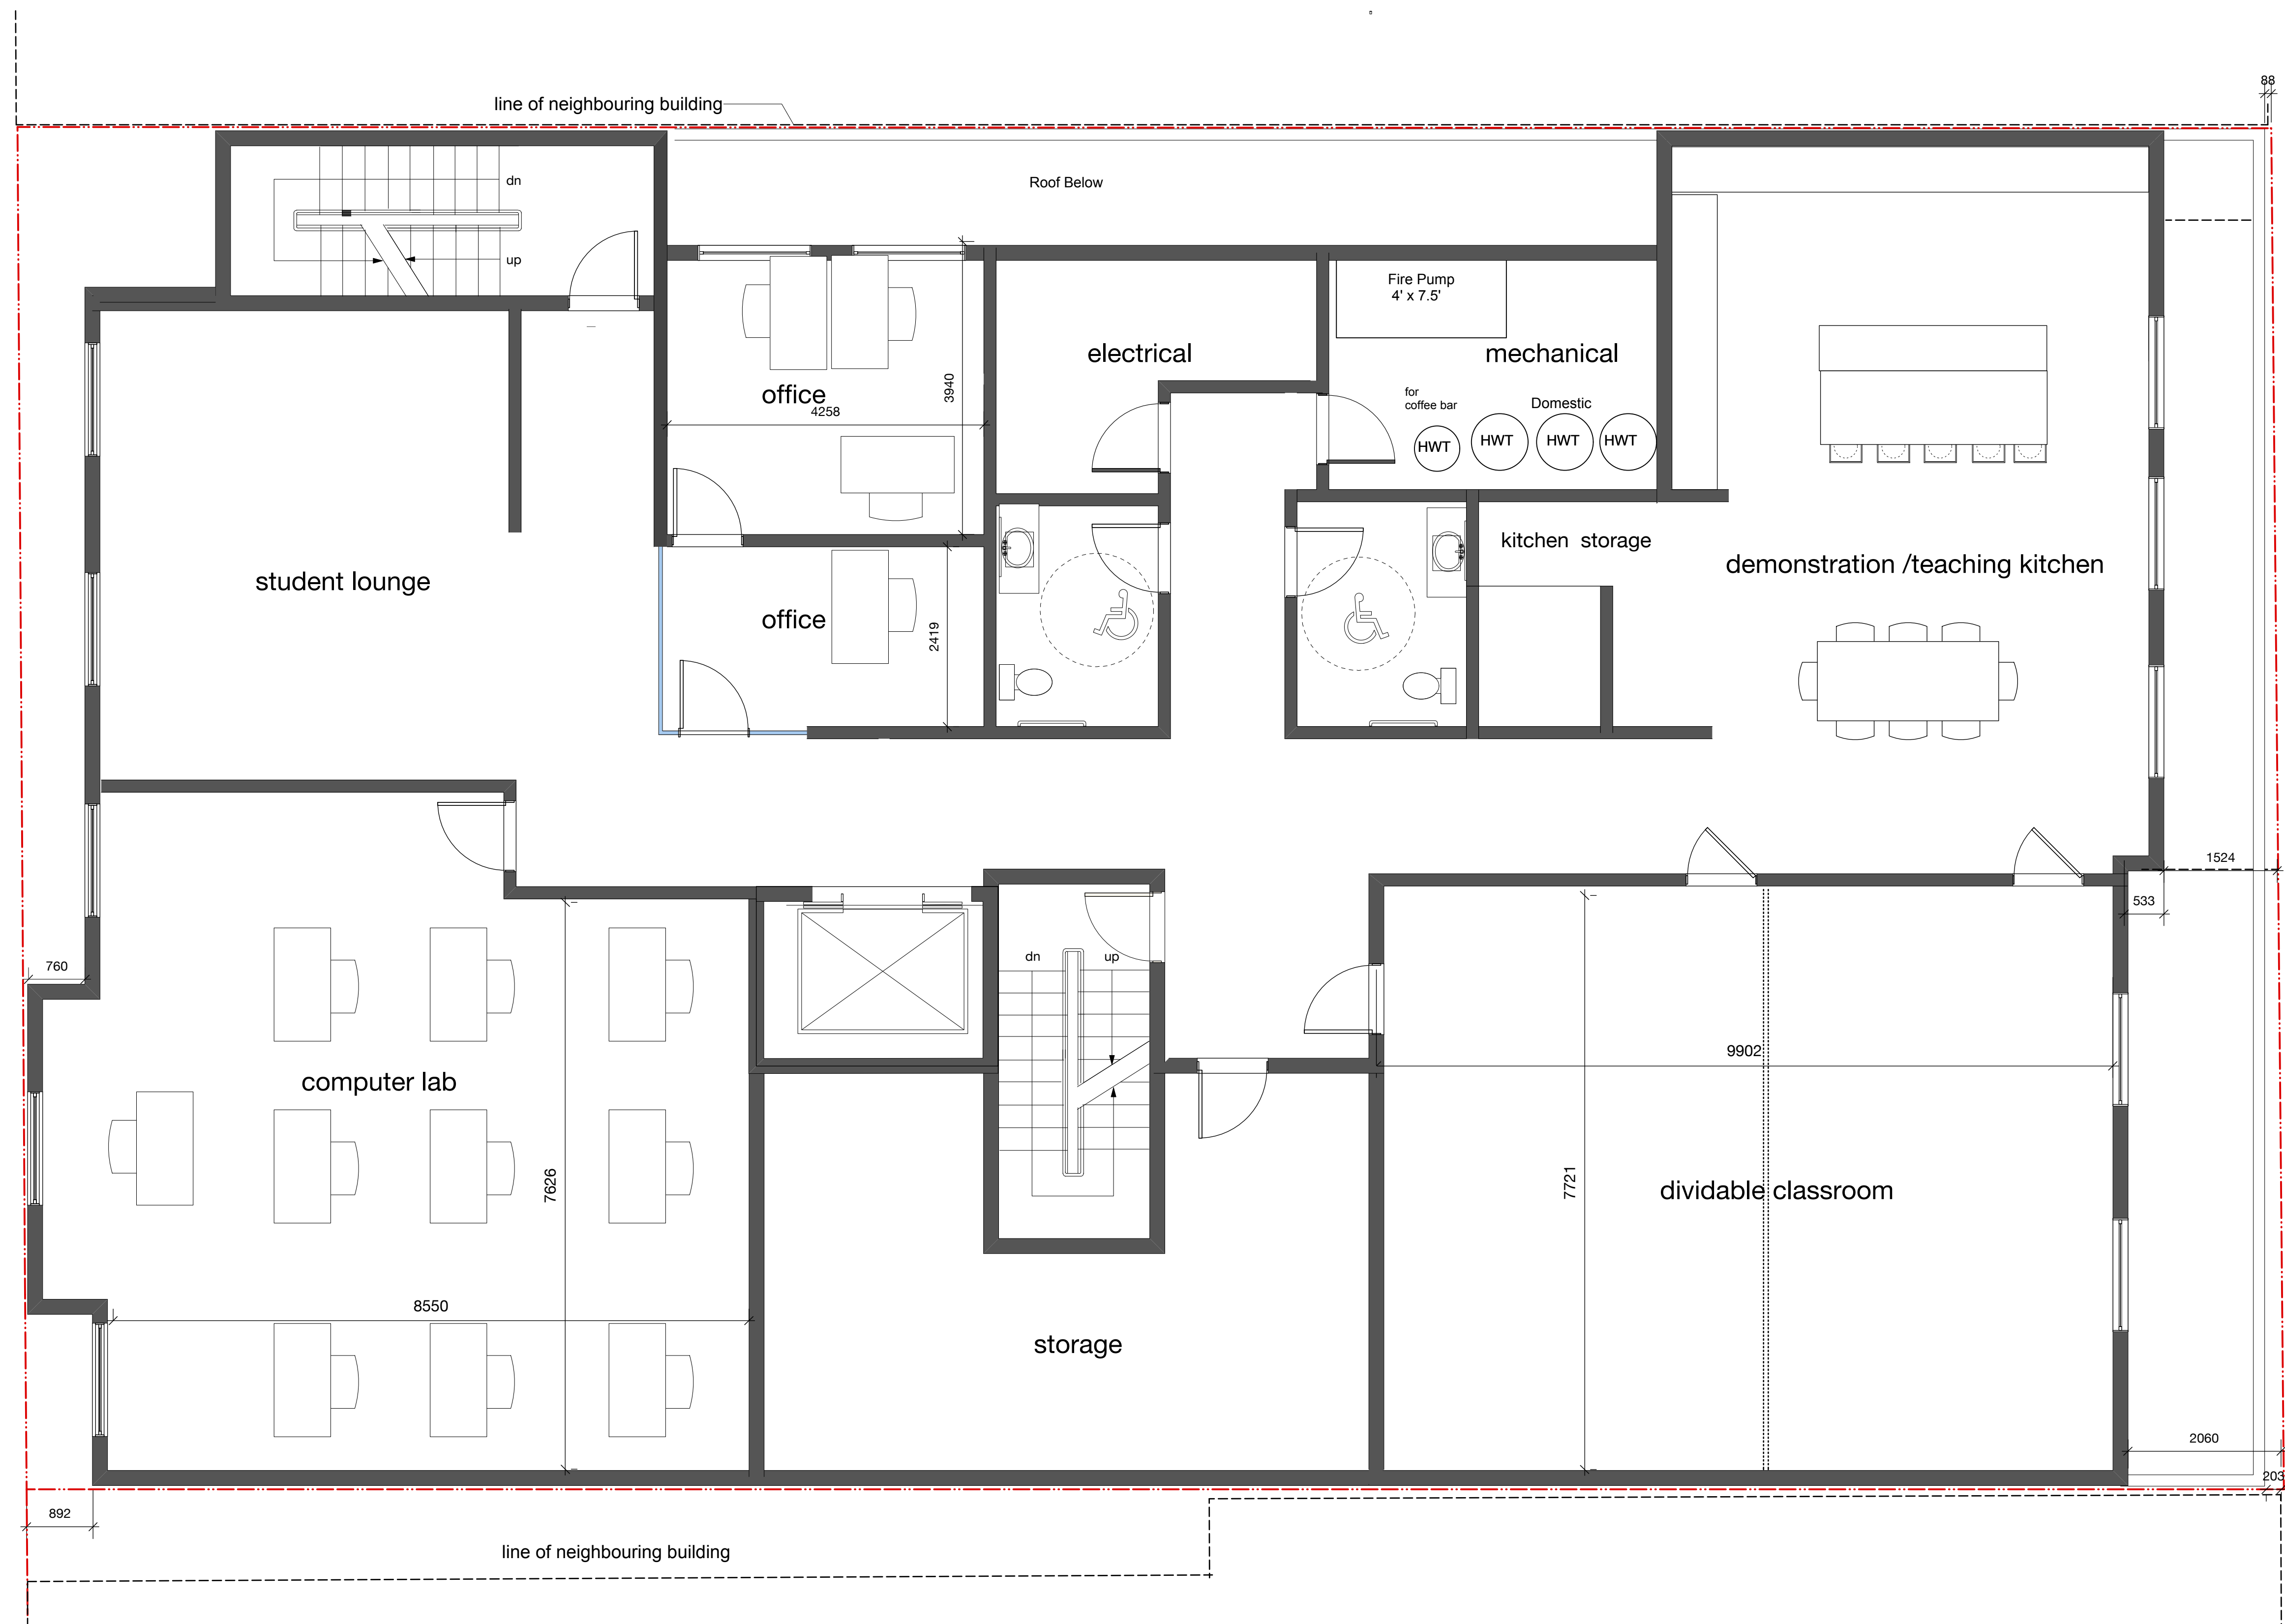 88
line of neighbouring building
dn
Roof Below
up
Fire Pump
4' x 7.5'
electrical
mechanical
office
4258
3940
for
coffee bar
Domestic
HWT
HWT
HWT
HWT
kitchen storage
demonstration /teaching kitchen
student lounge
office
2419
1524
533
760
dn
up
computer lab
9902
7626
7721
dividable classroom
8550
storage
2060
203
892
line of neighbouring building